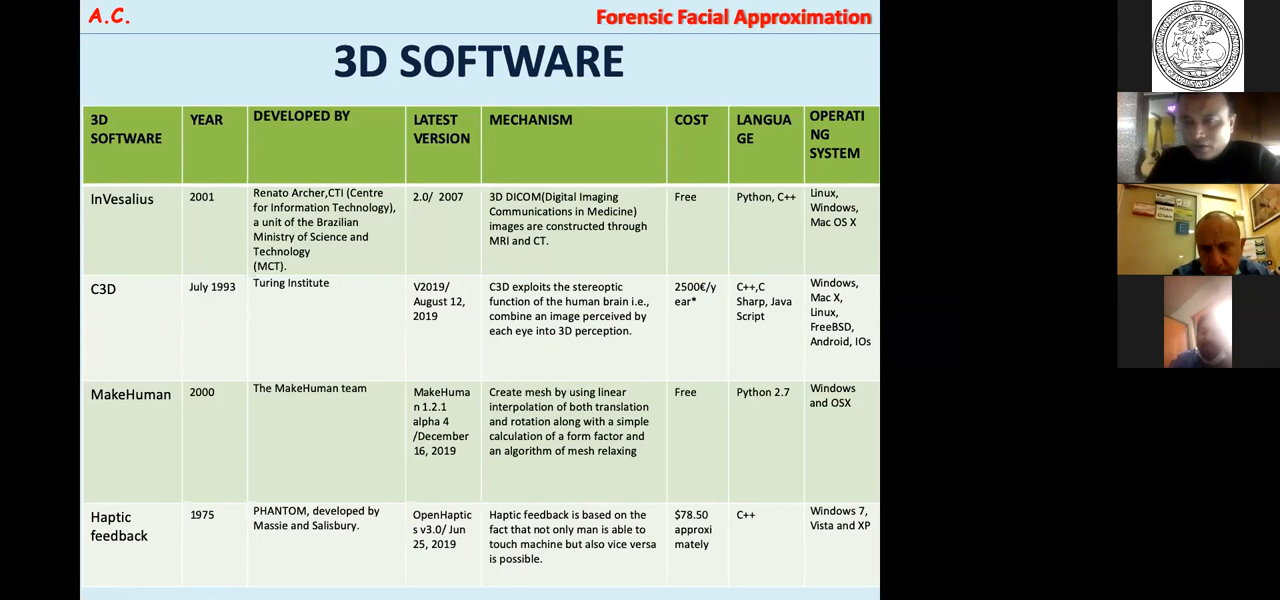 A.C.
Forensic Facial Approximation
3D SOFTWARE
3D
SOFTWARE
YEAR
DEVELOPED BY
LATEST
VERSION
MECHANISM
COST
LANGUA
GE
OPERATI
NG
SYSTEM
InVesalius
2001
Renato Archer,CTI (Centre
for Information Technology),
a unit of the Brazilian
Ministry of Science and
Technology
(MCT).
2.0/ 2007
3D DICOM(Digital Imaging
Communications in Medicine)
images are constructed through
MRI and CT.
Free
Python, C++
Linux,
Windows,
Mac OS X
C3D
July 1993
Turing Institute
V2019/
August 12,
2019
C3D exploits the stereoptic
function of the human brain i.e.,
combine an image perceived by
each eye into 3D perception.
2500€/y
ear*
C++,C
Sharp, Java
Script
Windows,
Mac X,
Linux,
FreeBSD,
Android, IOs
MakeHuman
2000
The MakeHuman team
MakeHuma
n 1.2.1
alpha 4
/December
16, 2019
Create mesh by using linear
interpolation of both translation
and rotation along with a simple
calculation of a form factor and
an algorithm of mesh relaxing
Free
Python 2.7
Windows
and OSX
Haptic
feedback
1975
PHANTOM, developed by
Massie and Salisbury.
OpenHaptic
s v3.0/ Jun
25, 2019
Haptic feedback is based on the
fact that not only man is able to
touch machine but also vice versa
is possible.
$78.50
approxi
mately
C++
Windows 7,
Vista and XP